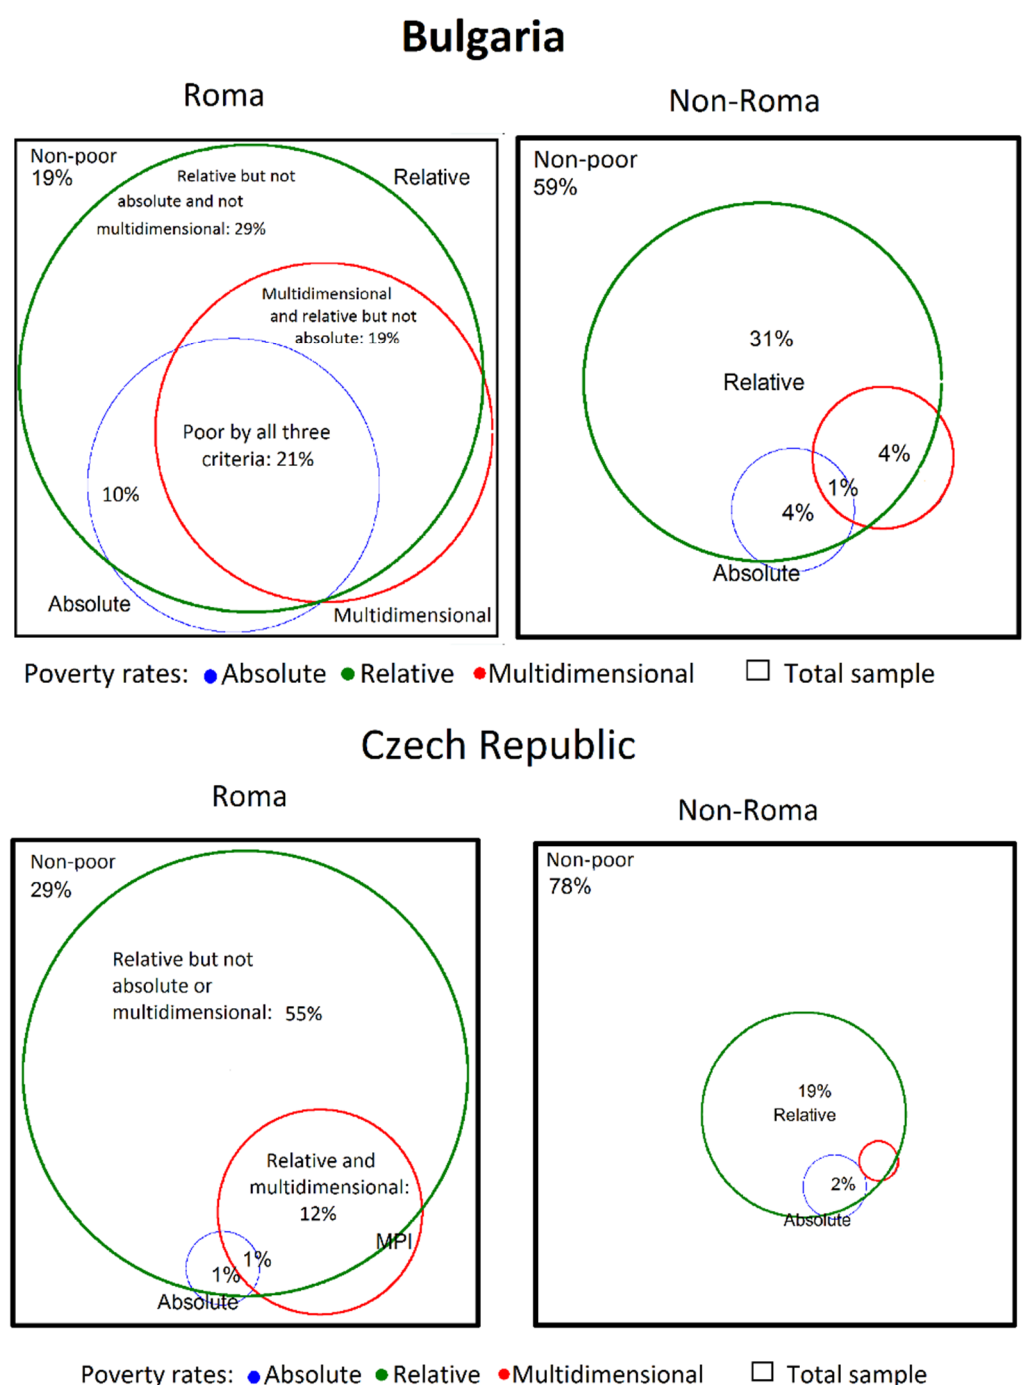 Bulgaria
Roma
Non-Roma
Non-poor
19%
Relative but not
absolute and not
multidimensional: 29%
Relative
Multidimensional
and relative but not
absolute: 19%
Poor by all three
criteria: 21%
10%
Absolute
Multidimensional
Non-poor
59%
31%
Relative
4%
1%
4%
Absolute
Poverty rates: Absolute Relative Multidimensional Total sample
Czech Republic
Roma
Non-Roma
Non-poor
29%
Relative but not
absolute or
multidimensional: 55%
Relative and
multidimensional:
12%
MPI
1%
1%
Absolute
Non-poor
78%
19%
Relative
2%
Absolute
Poverty rates: Absolute Relative Multidimensional Total sample